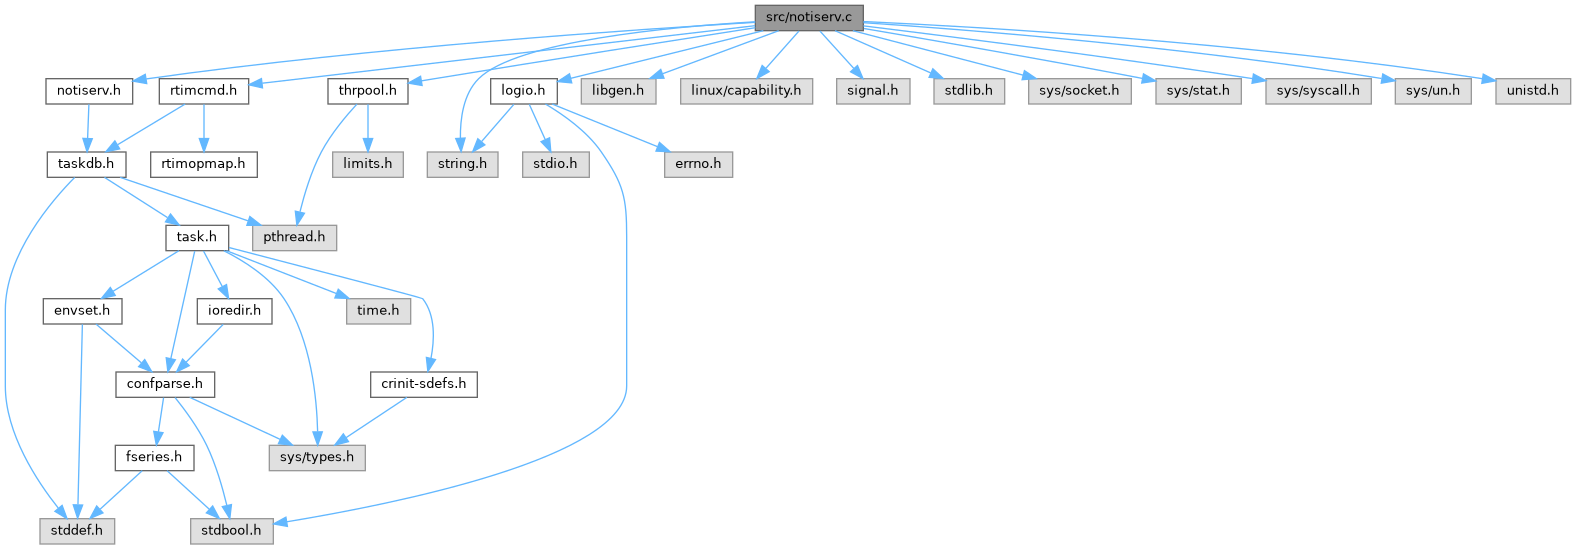 src/notiserv.c
notiserv.h
rtimcmd.h
thrpool.h
logio.h
libgen.h
linux/capability.h
signal.h
stdlib.h
sys/socket.h
sys/stat.h
sys/syscall.h
sys/un.h
unistd.h
taskdb.h
rtimopmap.h
limits.h
string.h
stdio.h
errno.h
task.h
pthread.h
envset.h
ioredir.h
time.h
confparse.h
crinit-sdefs.h
fseries.h
sys/types.h
stddef.h
stdbool.h